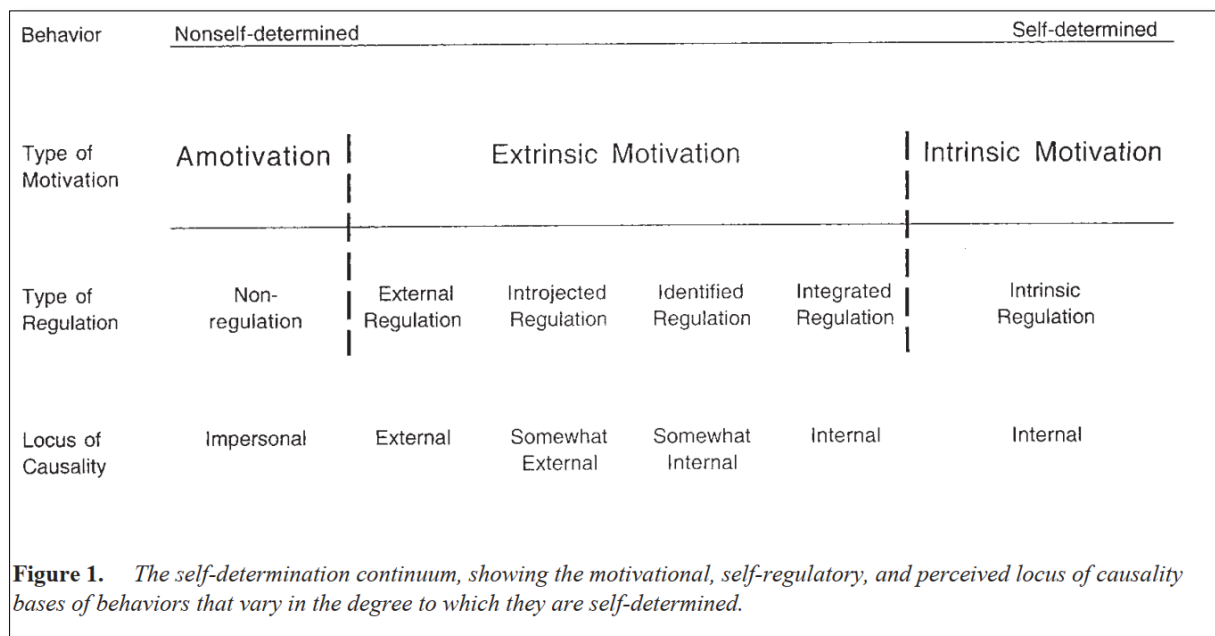 Behavior Nonself-determined Self-determined
Type of Motivation Amotivation Extrinsic Motivation Intrinsic Motivation
Type of Regulation Non-regulation External Regulation Introjected Regulation Identified Regulation Integrated Regulation Intrinsic Regulation
Locus of Causality Impersonal External Somewhat External Somewhat Internal Internal Internal
Figure 1. The self-determination continuum, showing the motivational, self-regulatory, and perceived locus of causality
bases of behaviors that vary in the degree to which they are self-determined.